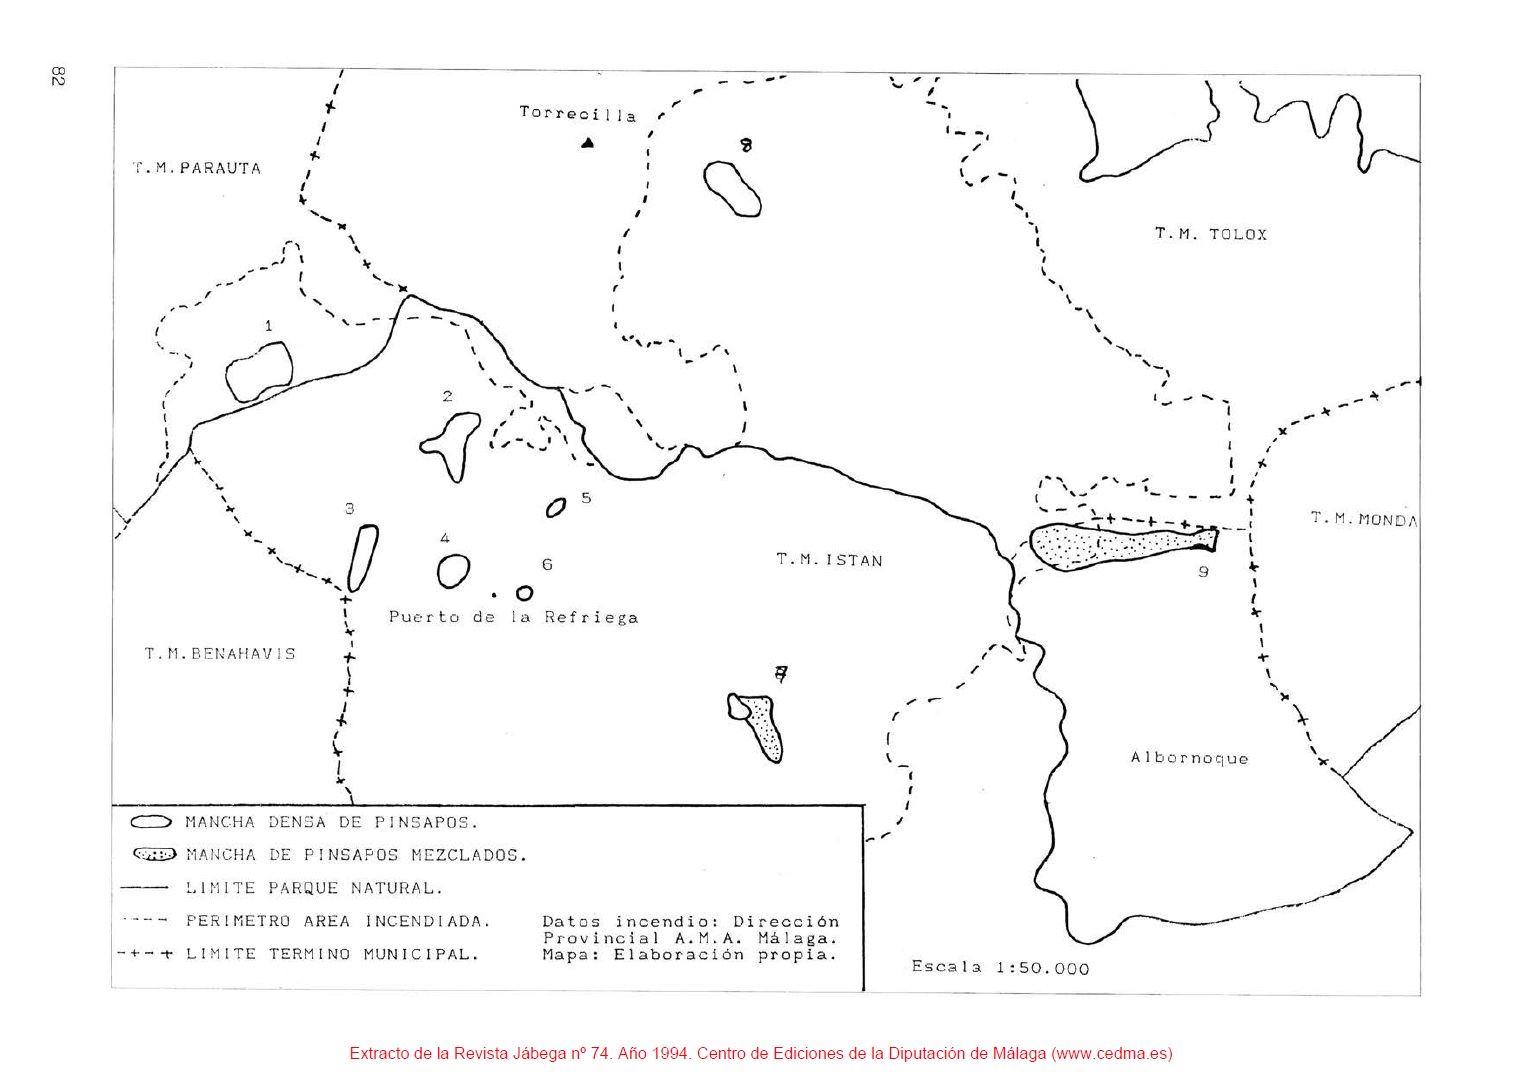 82
Torrecilla
8
T.M.PARAUTA
T.M. TOLOX
1
2
3
5
4
6
T.M.ISTAN
T.M.MONDA
9
Puerto de la Refriega
T.M.BENAHAVIS
Albornoque
MANCHA DENSA DE PINSAPOS.
MANCHA DE PINSAPOS MEZCLADOS.
LIMITE PARQUE NATURAL.
PERIMETRO AREA INCENDIADA.
LIMITE TERMINO MUNICIPAL.
Datos incendio: Dirección
Provincial A.M.A. Málaga.
Mapa: Elaboración propia.
Escala 1:50.000
Extracto de la Revista Jábega nº 74. Año 1994. Centro de Ediciones de la Diputación de Málaga (www.cedma.es)